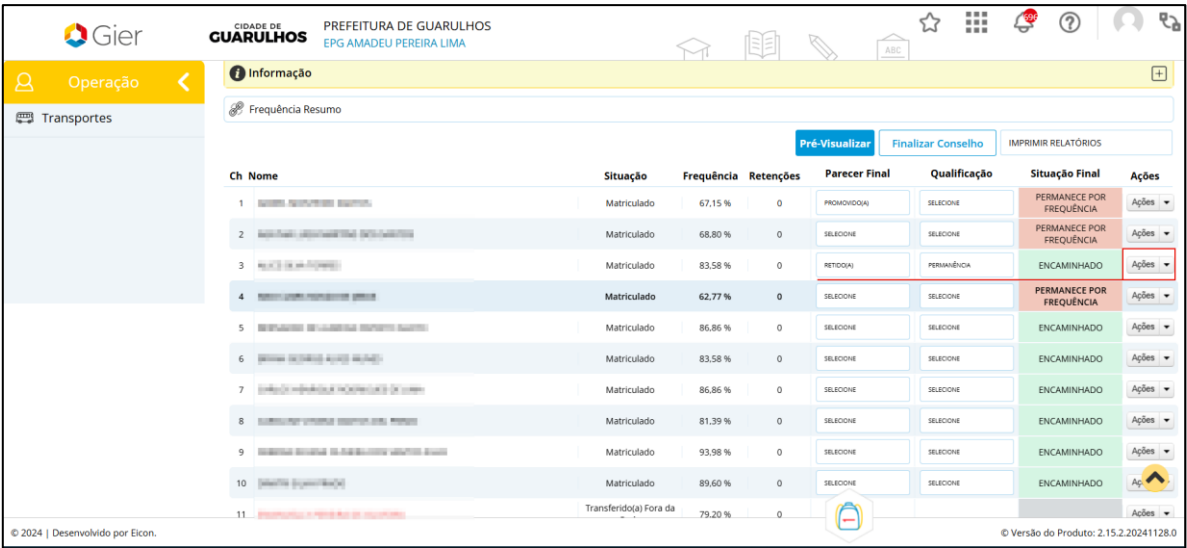 Gier
CIDADE DE
GUARULHOS
PREFEITURA DE GUARULHOS
EPG AMADEU PEREIRA LIMA
ABC
696
?
Operação
Transportes
Informação
Frequência Resumo
Pré-Visualizar Finalizar Conselho IMPRIMIR RELATÓRIOS
Ch Nome Situação Frequência Retenções Parecer Final Qualificação Situação Final Ações
1 Matriculado 67,15 % 0 PROMOVIDO(A) SELECIONE PERMANECE POR FREQUÊNCIA Ações
2 Matriculado 68,80 % 0 SELECIONE SELECIONE PERMANECE POR FREQUÊNCIA Ações
3 Matriculado 83,58 % 0 RETIDO(A) PERMANÊNCIA ENCAMINHADO Ações
4 Matriculado 62,77 % 0 SELECIONE SELECIONE PERMANECE POR FREQUÊNCIA Ações
5 Matriculado 86,86 % 0 SELECIONE SELECIONE ENCAMINHADO Ações
6 Matriculado 83,58 % 0 SELECIONE SELECIONE ENCAMINHADO Ações
7 Matriculado 86,86 % 0 SELECIONE SELECIONE ENCAMINHADO Ações
8 Matriculado 81,39 % 0 SELECIONE SELECIONE ENCAMINHADO Ações
9 Matriculado 93,98 % 0 SELECIONE SELECIONE ENCAMINHADO Ações
10 Matriculado 89,60 % 0 SELECIONE SELECIONE ENCAMINHADO
11 Transferido(a) Fora da 79,20 % 0 Ações
© 2024 | Desenvolvido por Eicon.
© Versão do Produto: 2.15.2.20241128.0